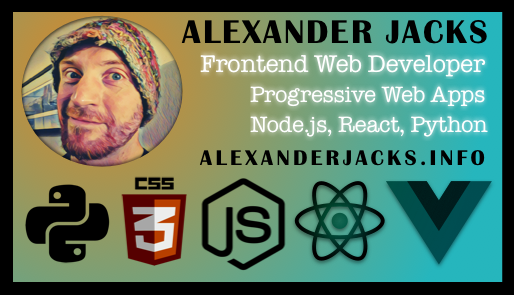 ALEXANDER JACKS
Frontend Web Developer
Progressive Web Apps
Node.js, React, Python
ALEXANDERJACKS.INFO
CSS
3
JS